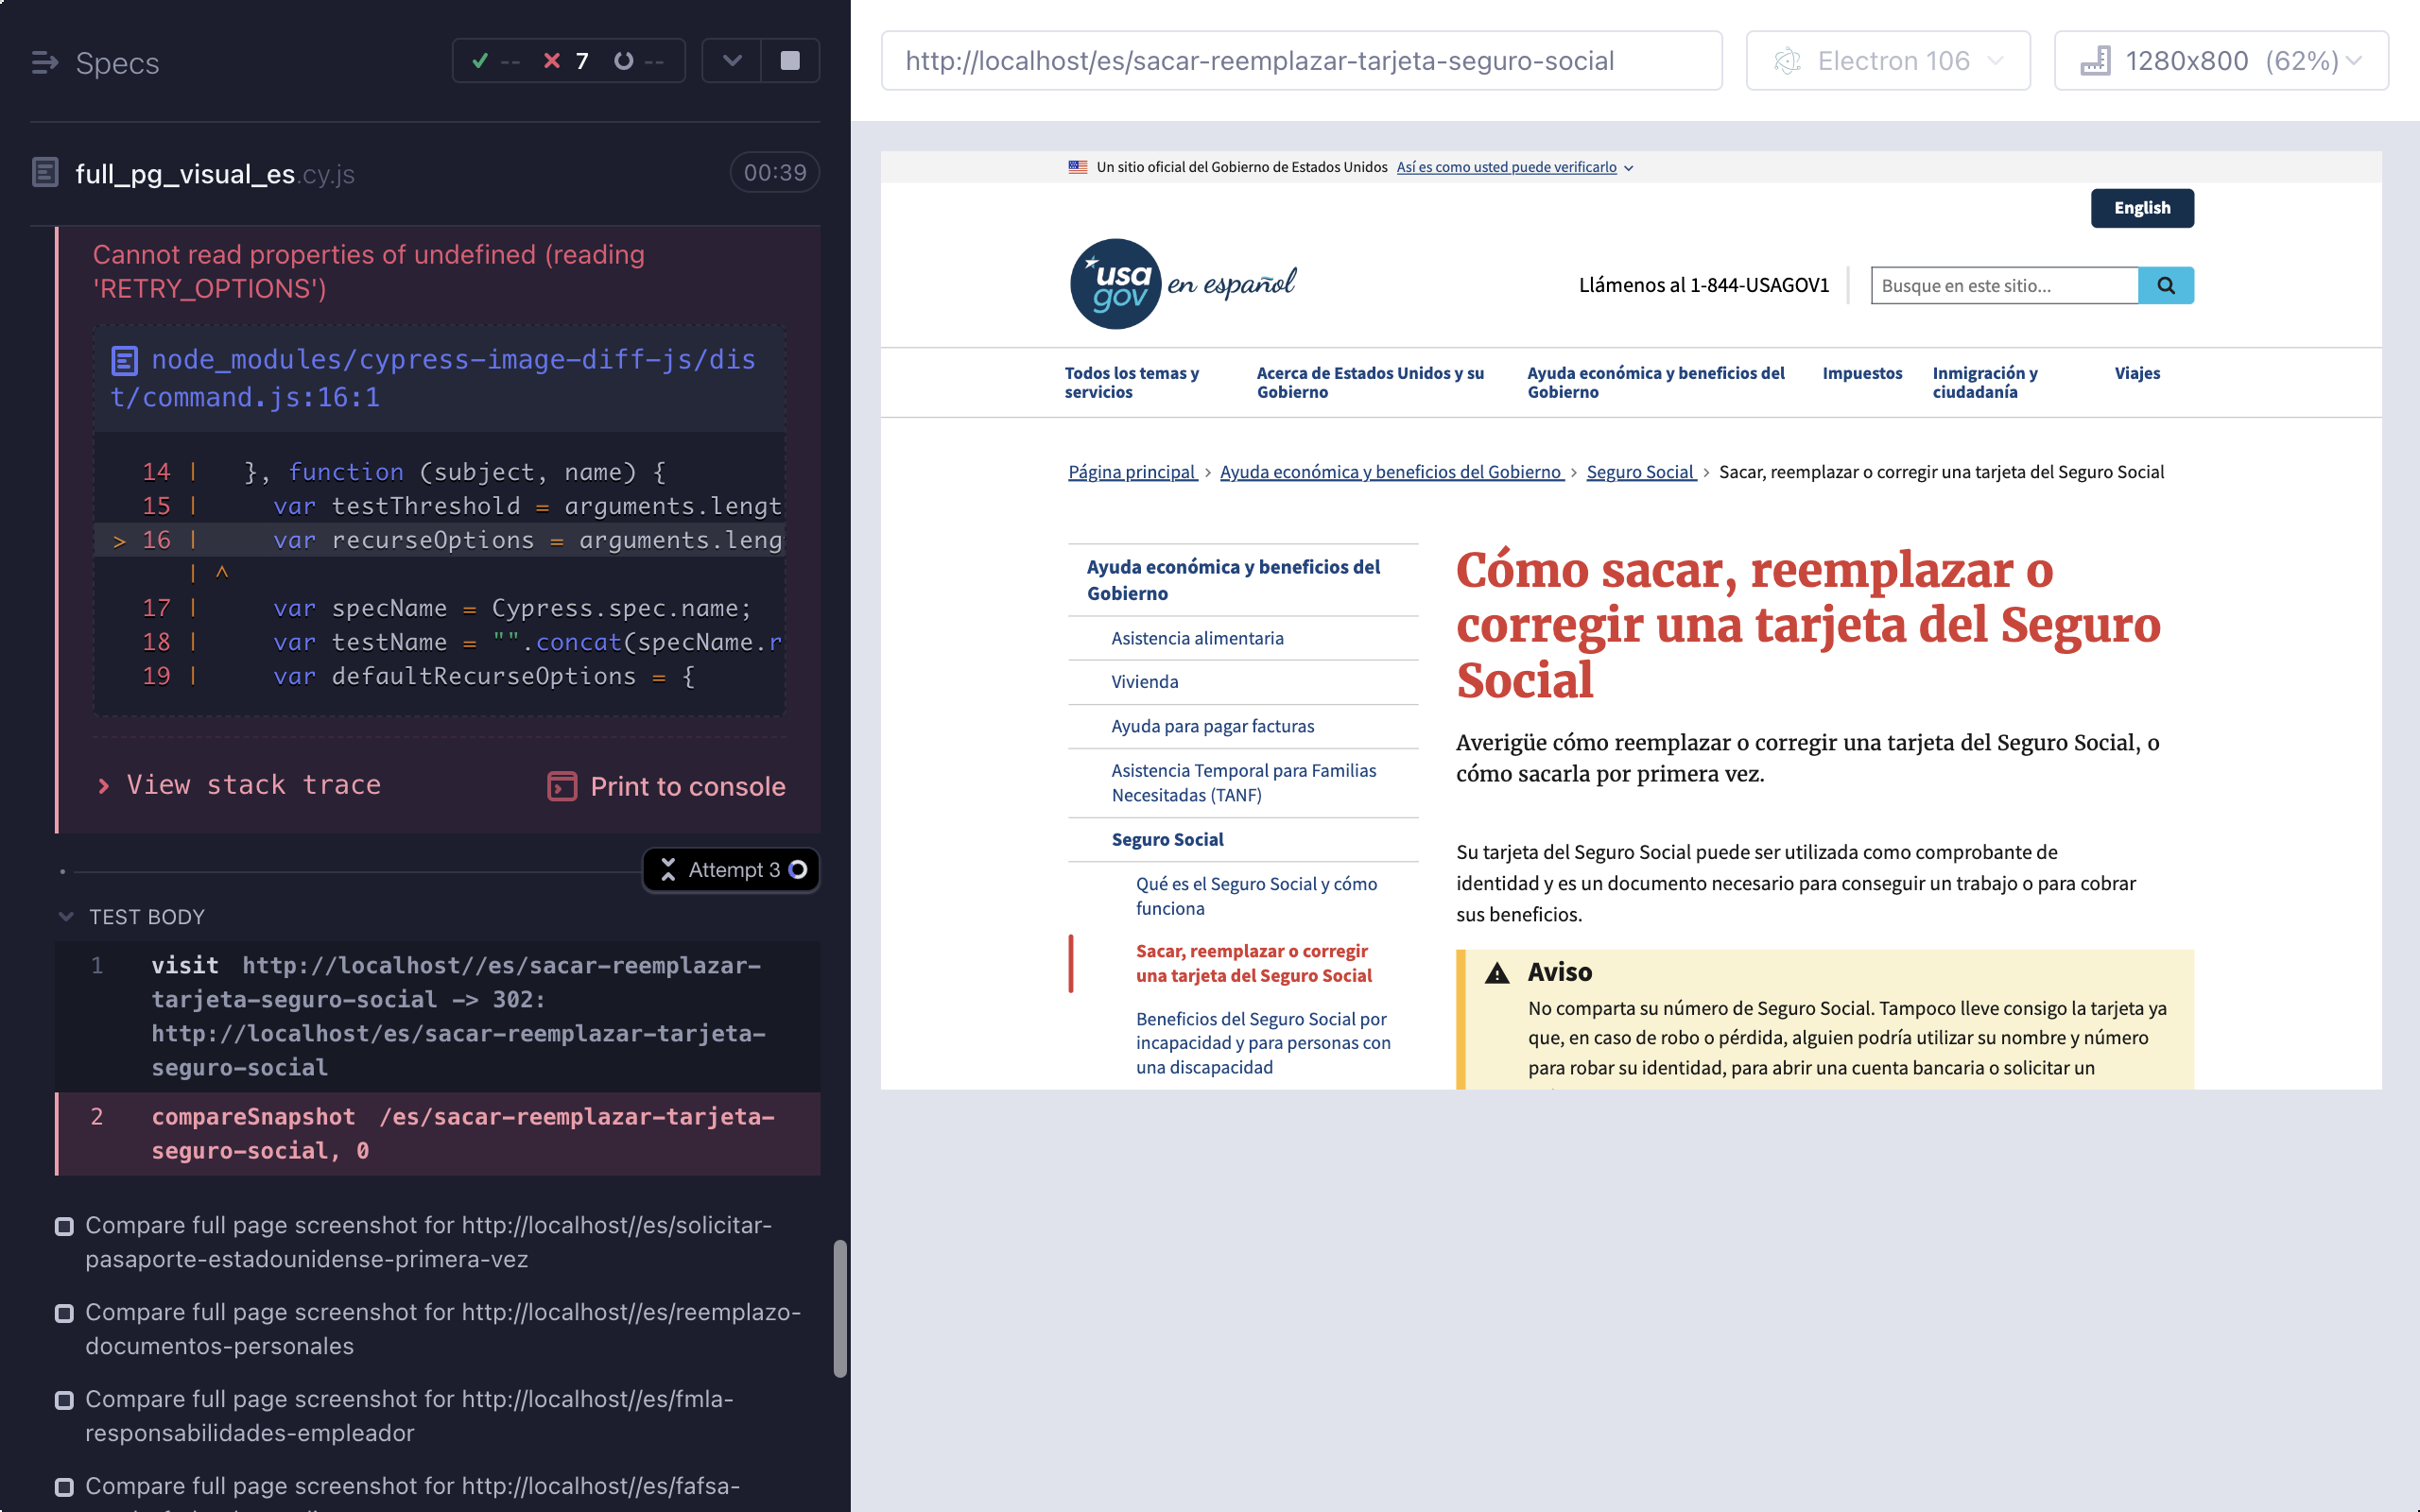 Specs
-- 7 --
full_pg_visual_es.cy.js
00:39
Cannot read properties of undefined (reading
'RETRY_OPTIONS')
node_modules/cypress-image-diff-js/dis
t/command.js:16:1
14 | }, function (subject, name) {
15 | var testThreshold = arguments.lengt
> 16 | var recurseOptions = arguments.leng
| ^
17 | var specName = Cypress.spec.name;
18 | var testName = "".concat(specName.r
19 | var defaultRecurseOptions = {
View stack trace
Print to console
Attempt 3
TEST BODY
1 visit http://localhost//es/sacar-reemplazar-
tarjeta-seguro-social -> 302:
http://localhost/es/sacar-reemplazar-tarjeta-
seguro-social
2 compareSnapshot /es/sacar-reemplazar-tarjeta-
seguro-social, 0
Compare full page screenshot for http://localhost//es/solicitar-
pasaporte-estadounidense-primera-vez
Compare full page screenshot for http://localhost//es/reemplazo-
documentos-personales
Compare full page screenshot for http://localhost//es/fmla-
responsabilidades-empleador
Compare full page screenshot for http://localhost//es/fafsa-
http://localhost/es/sacar-reemplazar-tarjeta-seguro-social
Electron 106
1280x800 (62%)
Un sitio oficial del Gobierno de Estados Unidos Así es como usted puede verificarlo
English
usa
gov
en español
Llámenos al 1-844-USAGOV1
Busque en este sitio...
Todos los temas y
servicios
Acerca de Estados Unidos y su
Gobierno
Ayuda económica y beneficios del
Gobierno
Impuestos
Inmigración y
ciudadanía
Viajes
Página principal › Ayuda económica y beneficios del Gobierno › Seguro Social › Sacar, reemplazar o corregir una tarjeta del Seguro Social
Ayuda económica y beneficios del
Gobierno
Asistencia alimentaria
Vivienda
Ayuda para pagar facturas
Asistencia Temporal para Familias
Necesitadas (TANF)
Seguro Social
Qué es el Seguro Social y cómo
funciona
Sacar, reemplazar o corregir
una tarjeta del Seguro Social
Beneficios del Seguro Social por
incapacidad y para personas con
una discapacidad
Cómo sacar, reemplazar o
corregir una tarjeta del Seguro
Social
Averigüe cómo reemplazar o corregir una tarjeta del Seguro Social, o
cómo sacarla por primera vez.
Su tarjeta del Seguro Social puede ser utilizada como comprobante de
identidad y es un documento necesario para conseguir un trabajo o para cobrar
sus beneficios.
Aviso
No comparta su número de Seguro Social. Tampoco lleve consigo la tarjeta ya
que, en caso de robo o pérdida, alguien podría utilizar su nombre y número
para robar su identidad, para abrir una cuenta bancaria o solicitar un